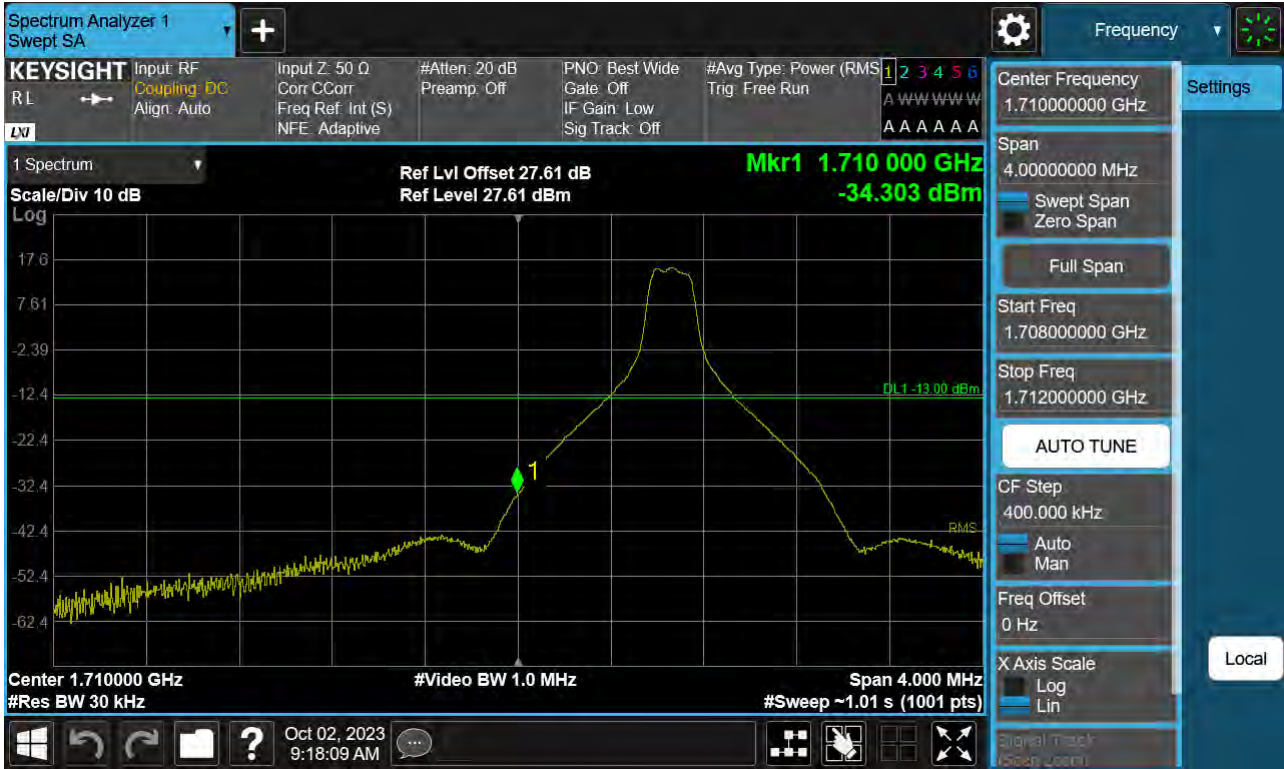 Spectrum Analyzer 1
Swept SA
Frequency
KEYSIGHT
RL
LXI
Input: RF
Coupling: DC
Align: Auto
Input Z: 50 Ω
Corr CCorr
Freq Ref: Int (S)
NFE: Adaptive
#Atten: 20 dB
Preamp: Off
PNO: Best Wide
Gate: Off
IF Gain: Low
Sig Track: Off
#Avg Type: Power (RMS
Trig: Free Run
1 2 3 4 5 6
A W W W W W
A A A A A A
1 Spectrum
Scale/Div 10 dB
Ref Lvl Offset 27.61 dB
Ref Level 27.61 dBm
Mkr1 1.710 000 GHz
-34.303 dBm
Log
17.6
7.61
-2.39
-12.4
-22.4
-32.4
-42.4
-52.4
-62.4
DL1 -13.00 dBm
1
RMS
Center 1.710000 GHz
#Video BW 1.0 MHz
Span 4.000 MHz
#Res BW 30 kHz
#Sweep ~1.01 s (1001 pts)
Center Frequency
1.710000000 GHz
Span
4.00000000 MHz
Swept Span
Zero Span
Full Span
Start Freq
1.708000000 GHz
Stop Freq
1.712000000 GHz
AUTO TUNE
CF Step
400.000 kHz
Auto
Man
Freq Offset
0 Hz
X Axis Scale
Log
Lin
Signal Track
(Span Zoom)
Settings
Local
?
Oct 02, 2023
9:18:09 AM